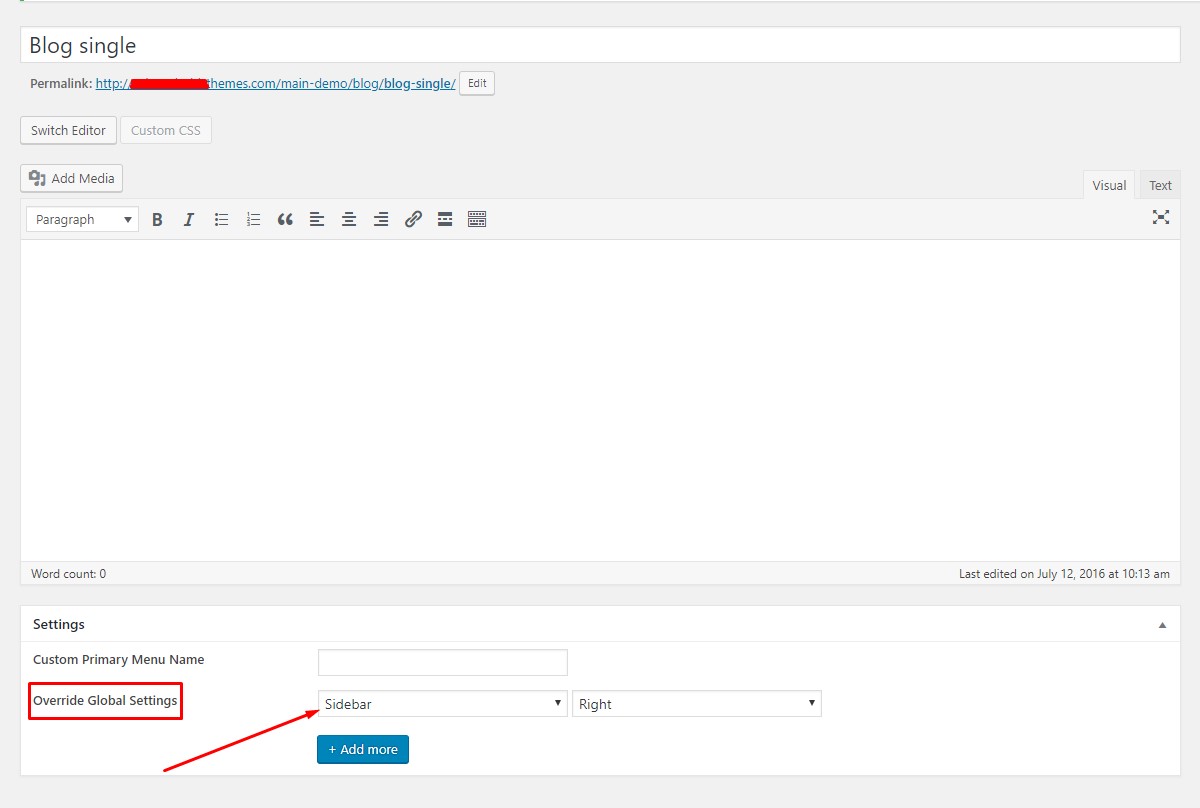 Blog single
Permalink: http:// hemes.com/main-demo/blog/blog-single/ Edit
Switch Editor Custom CSS
Add Media
Visual Text
Paragraph B I
Word count: 0 Last edited on July 12, 2016 at 10:13 am
Settings
Custom Primary Menu Name
Override Global Settings Sidebar Right
+ Add more